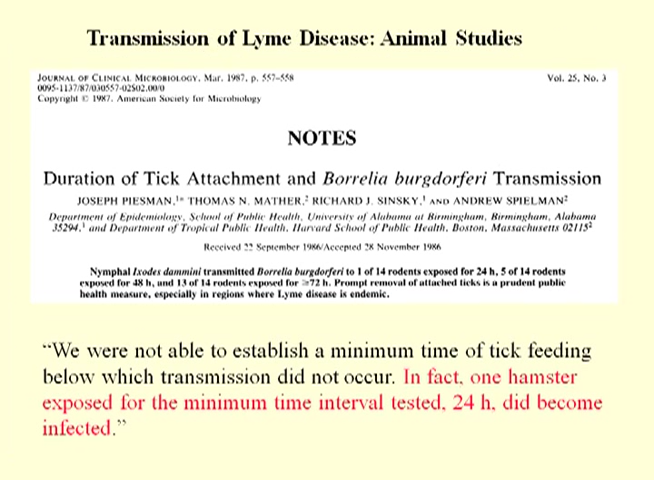 Transmission of Lyme Disease: Animal Studies
JOURNAL OF CLINICAL MICROBIOLOGY, Mar. 1987, p. 557–558
Vol. 25, No. 3
0095-1137/87/030557-02$02.00/0
Copyright © 1987, American Society for Microbiology
NOTES
Duration of Tick Attachment and Borrelia burgdorferi Transmission
JOSEPH PIESMAN,¹* THOMAS N. MATHER,² RICHARD J. SINSKY,¹ AND ANDREW SPIELMAN²
Department of Epidemiology, School of Public Health, University of Alabama at Birmingham, Birmingham, Alabama
35294,¹ and Department of Tropical Public Health, Harvard School of Public Health, Boston, Massachusetts 02115²
Received 22 September 1986/Accepted 28 November 1986
Nymphal Ixodes dammini transmitted Borrelia burgdorferi to 1 of 14 rodents exposed for 24 h, 5 of 14 rodents
exposed for 48 h, and 13 of 14 rodents exposed for ≥72 h. Prompt removal of attached ticks is a prudent public
health measure, especially in regions where Lyme disease is endemic.
“We were not able to establish a minimum time of tick feeding
below which transmission did not occur. In fact, one hamster
exposed for the minimum time interval tested, 24 h, did become
infected.”